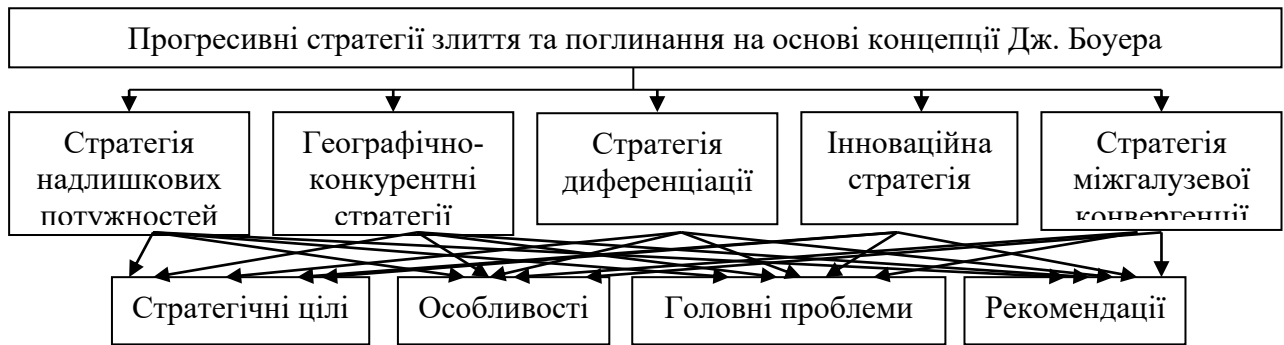 Прогресивні стратегії злиття та поглинання на основі концепції Дж. Боуера
Стратегія
надлишкових
потужностей
Географічно-
конкурентні
стратегії
Стратегія
диференціації
Інноваційна
стратегія
Стратегія
міжгалузевої
конвергенції
Стратегічні цілі
Особливості
Головні проблеми
Рекомендації